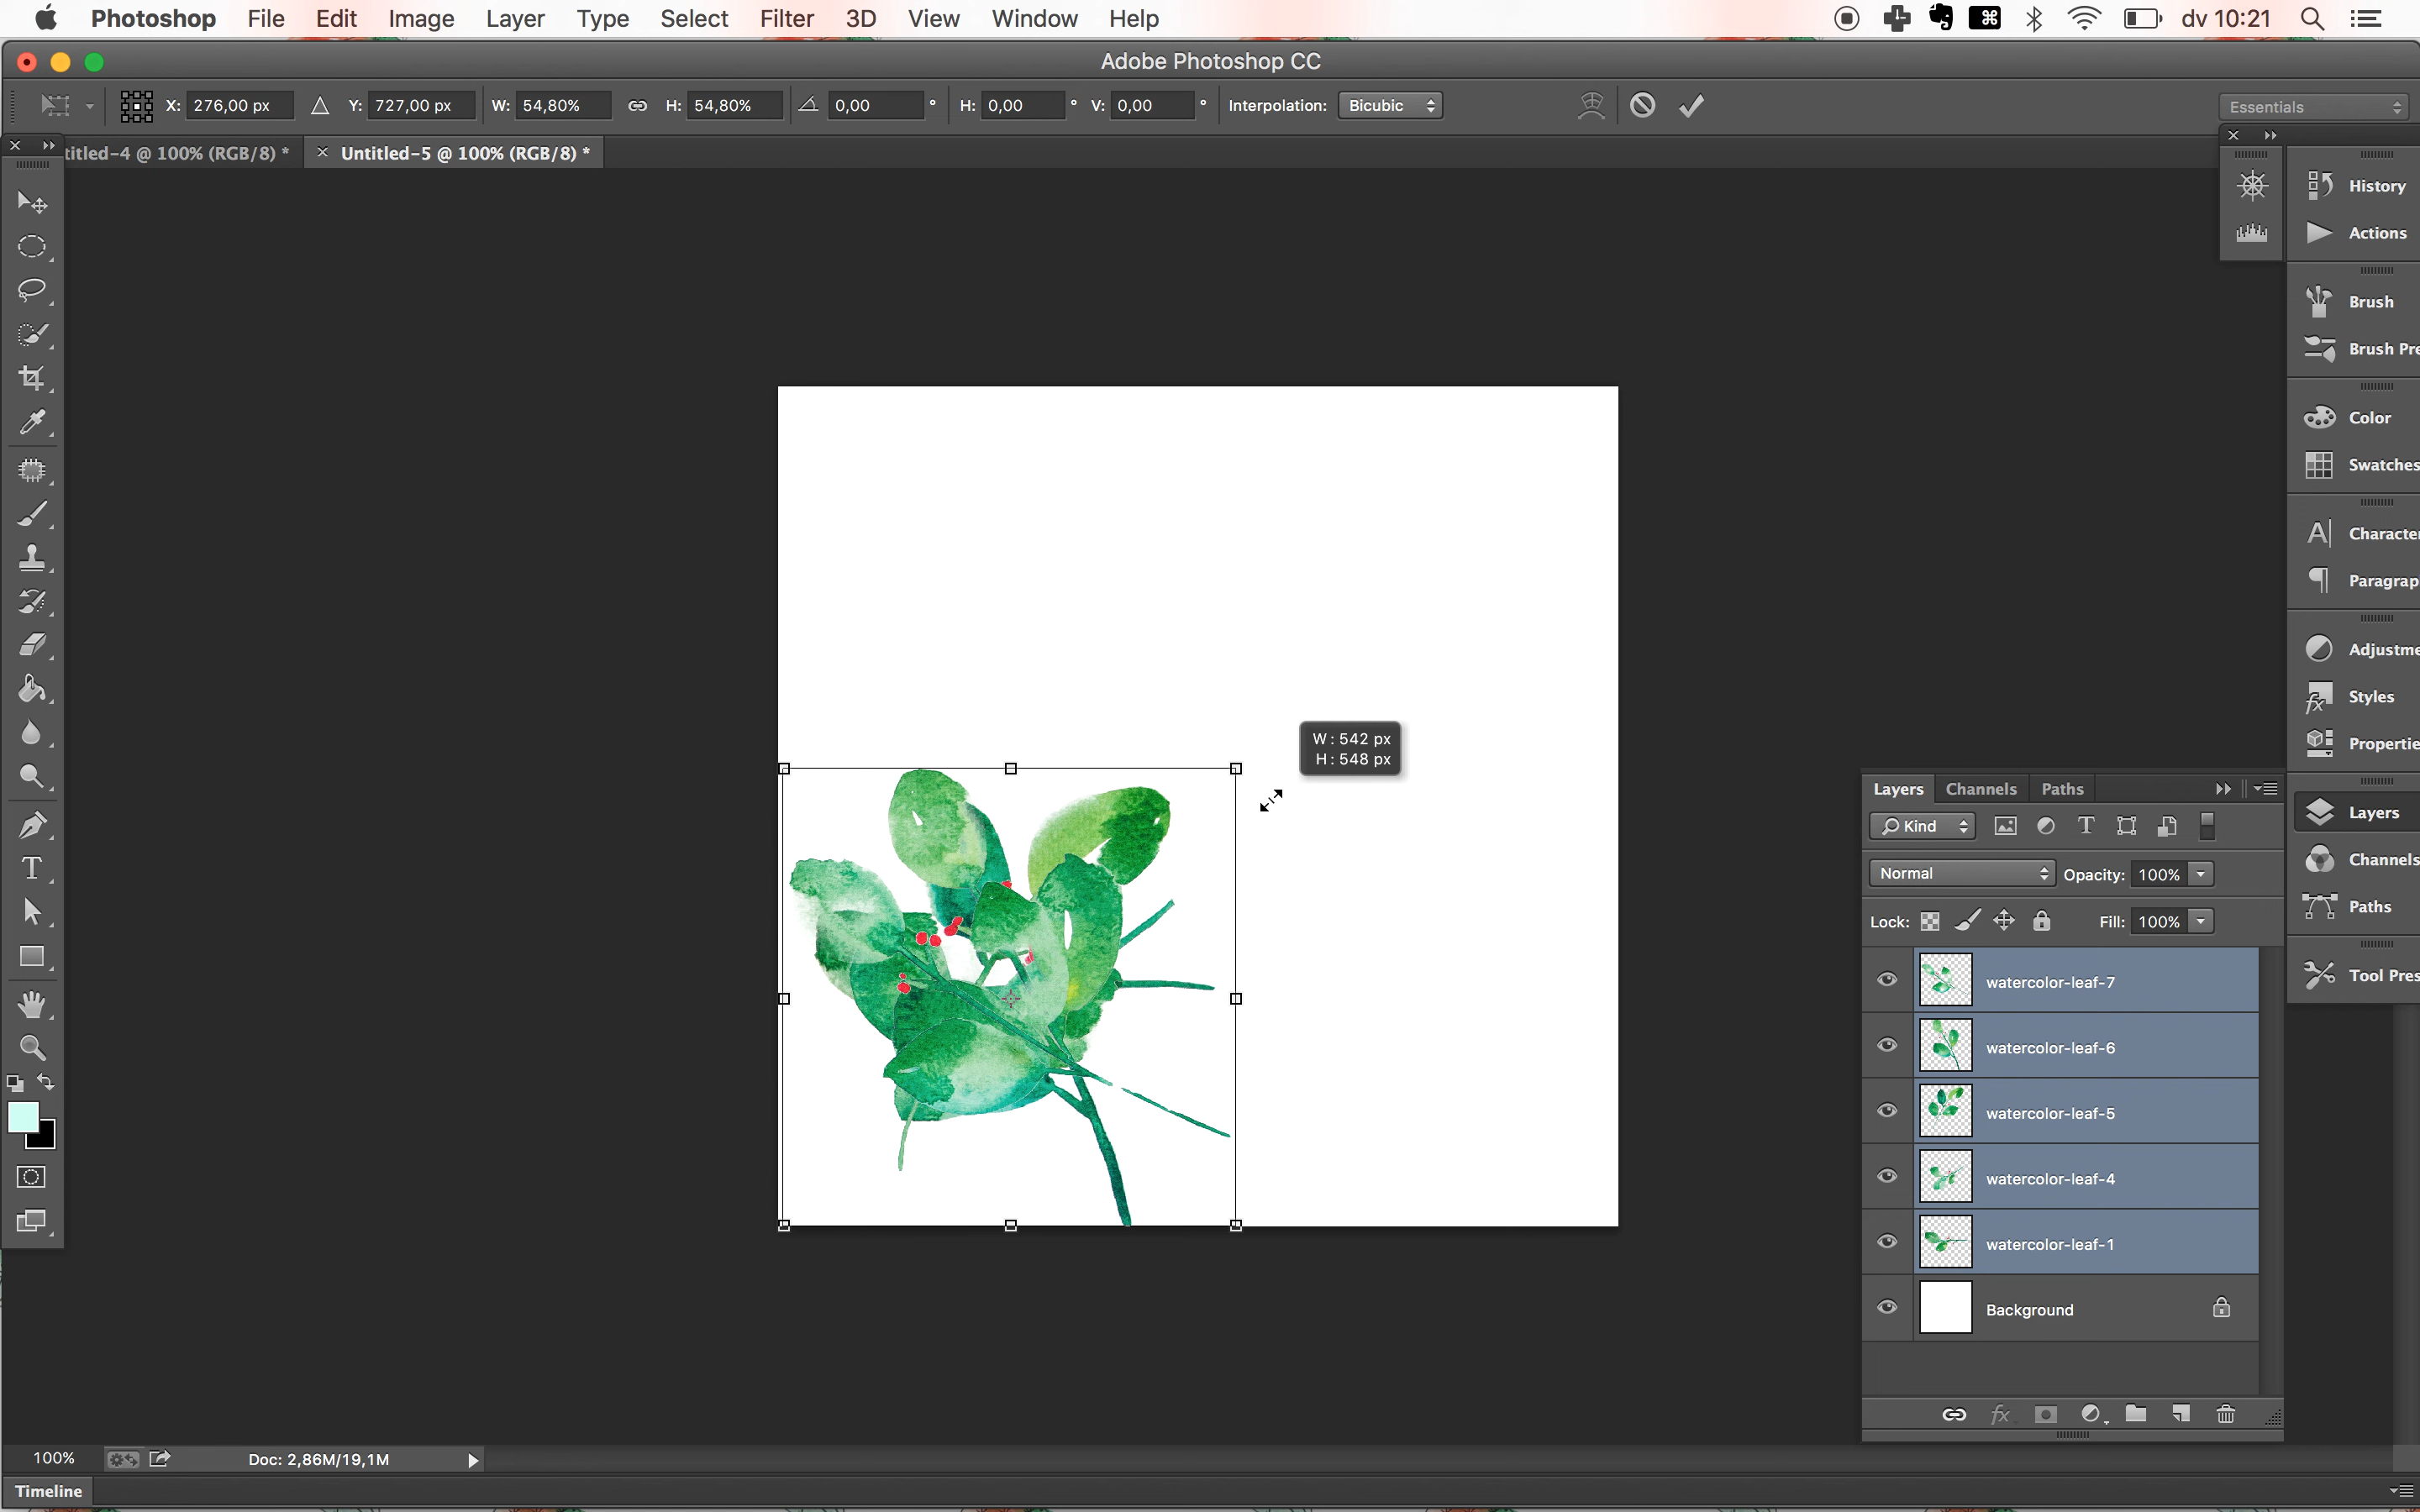 Photoshop File Edit Image Layer Type Select Filter 3D View Window Help dv 10:21
Adobe Photoshop CC
X: 276,00 px Y: 727,00 px W: 54,80% H: 54,80% 0,00 ° H: 0,00 ° V: 0,00 ° Interpolation: Bicubic Essentials
titled-4 @ 100% (RGB/8) * × Untitled-5 @ 100% (RGB/8) *
History
Actions
Brush
Brush Pre
Color
Swatches
Character
Paragrap
Adjustme
Styles
Propertie
Layers
Channels
Paths
Tool Pres
W: 542 px
H: 548 px
Layers Channels Paths
Kind
Normal Opacity: 100%
Lock: Fill: 100%
watercolor-leaf-7
watercolor-leaf-6
watercolor-leaf-5
watercolor-leaf-4
watercolor-leaf-1
Background
fx
100% Doc: 2,86M/19,1M
Timeline